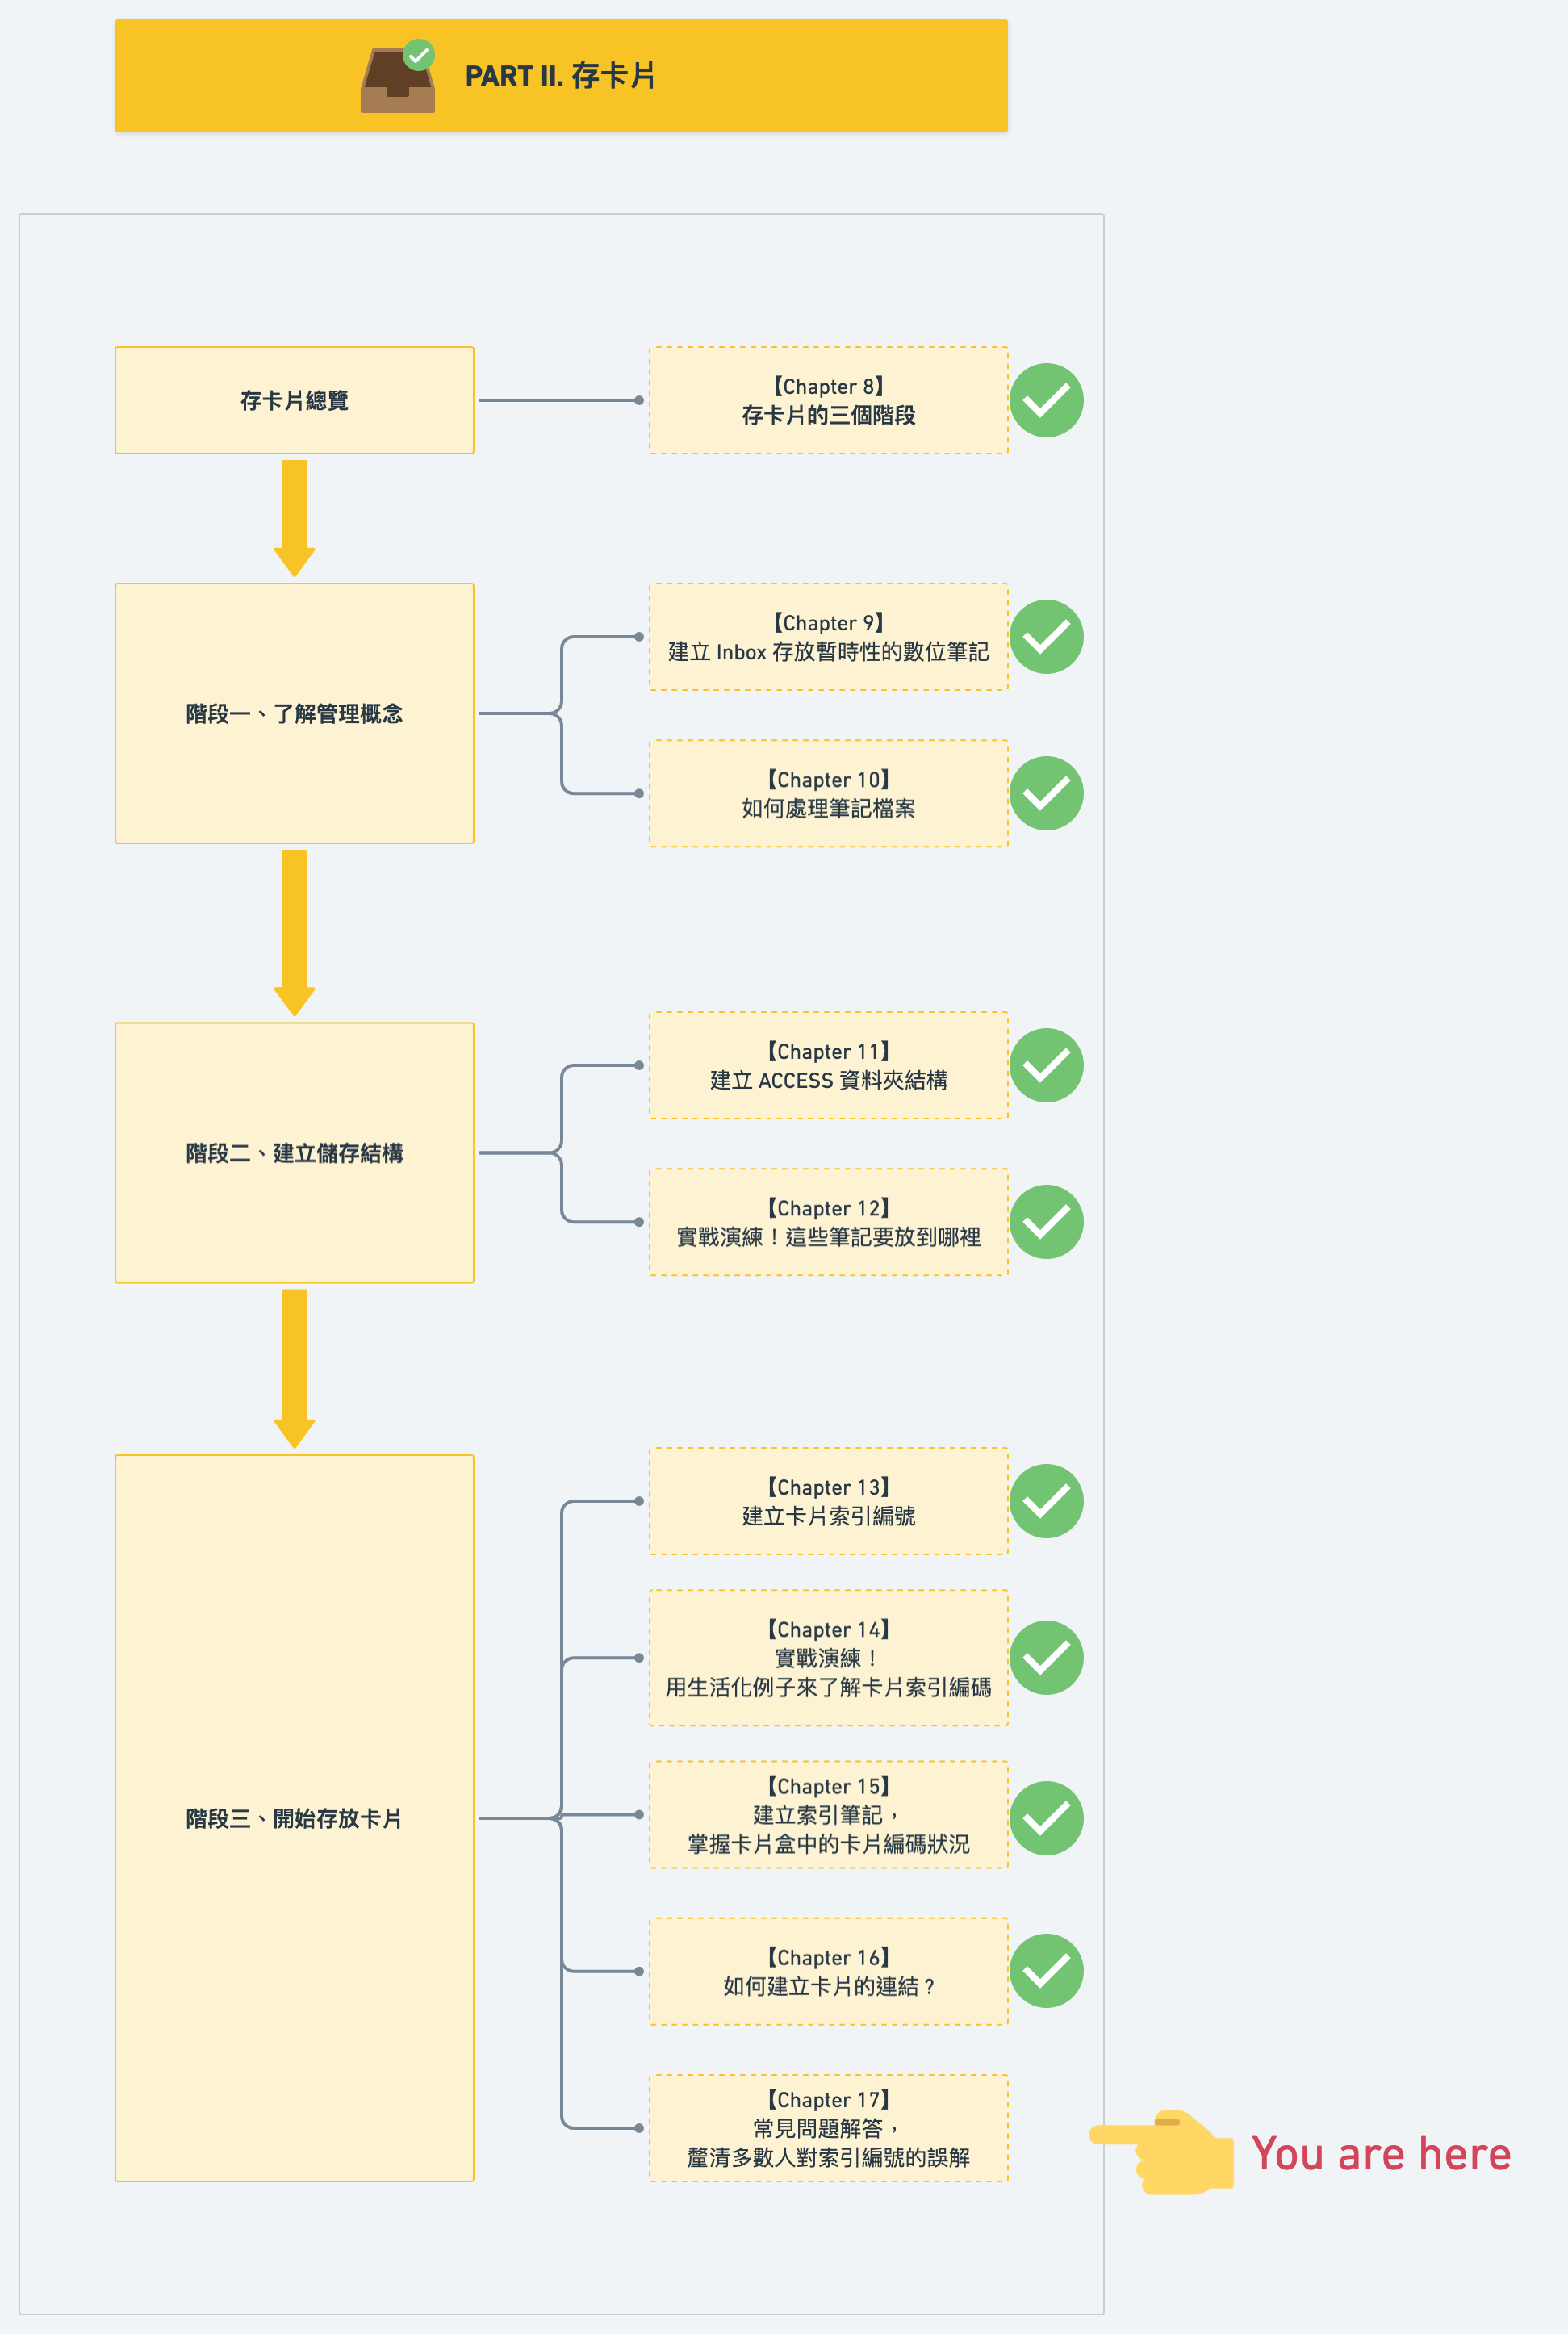 PART II. 存卡片
存卡片總覽
【Chapter 8】
存卡片的三個階段
階段一、了解管理概念
【Chapter 9】
建立 Inbox 存放暫時性的數位筆記
【Chapter 10】
如何處理筆記檔案
階段二、建立儲存結構
【Chapter 11】
建立 ACCESS 資料夾結構
【Chapter 12】
實戰演練！這些筆記要放到哪裡
階段三、開始存放卡片
【Chapter 13】
建立卡片索引編號
【Chapter 14】
實戰演練！
用生活化例子來了解卡片索引編碼
【Chapter 15】
建立索引筆記，
掌握卡片盒中的卡片編碼狀況
【Chapter 16】
如何建立卡片的連結？
【Chapter 17】
常見問題解答，
釐清多數人對索引編號的誤解
You are here